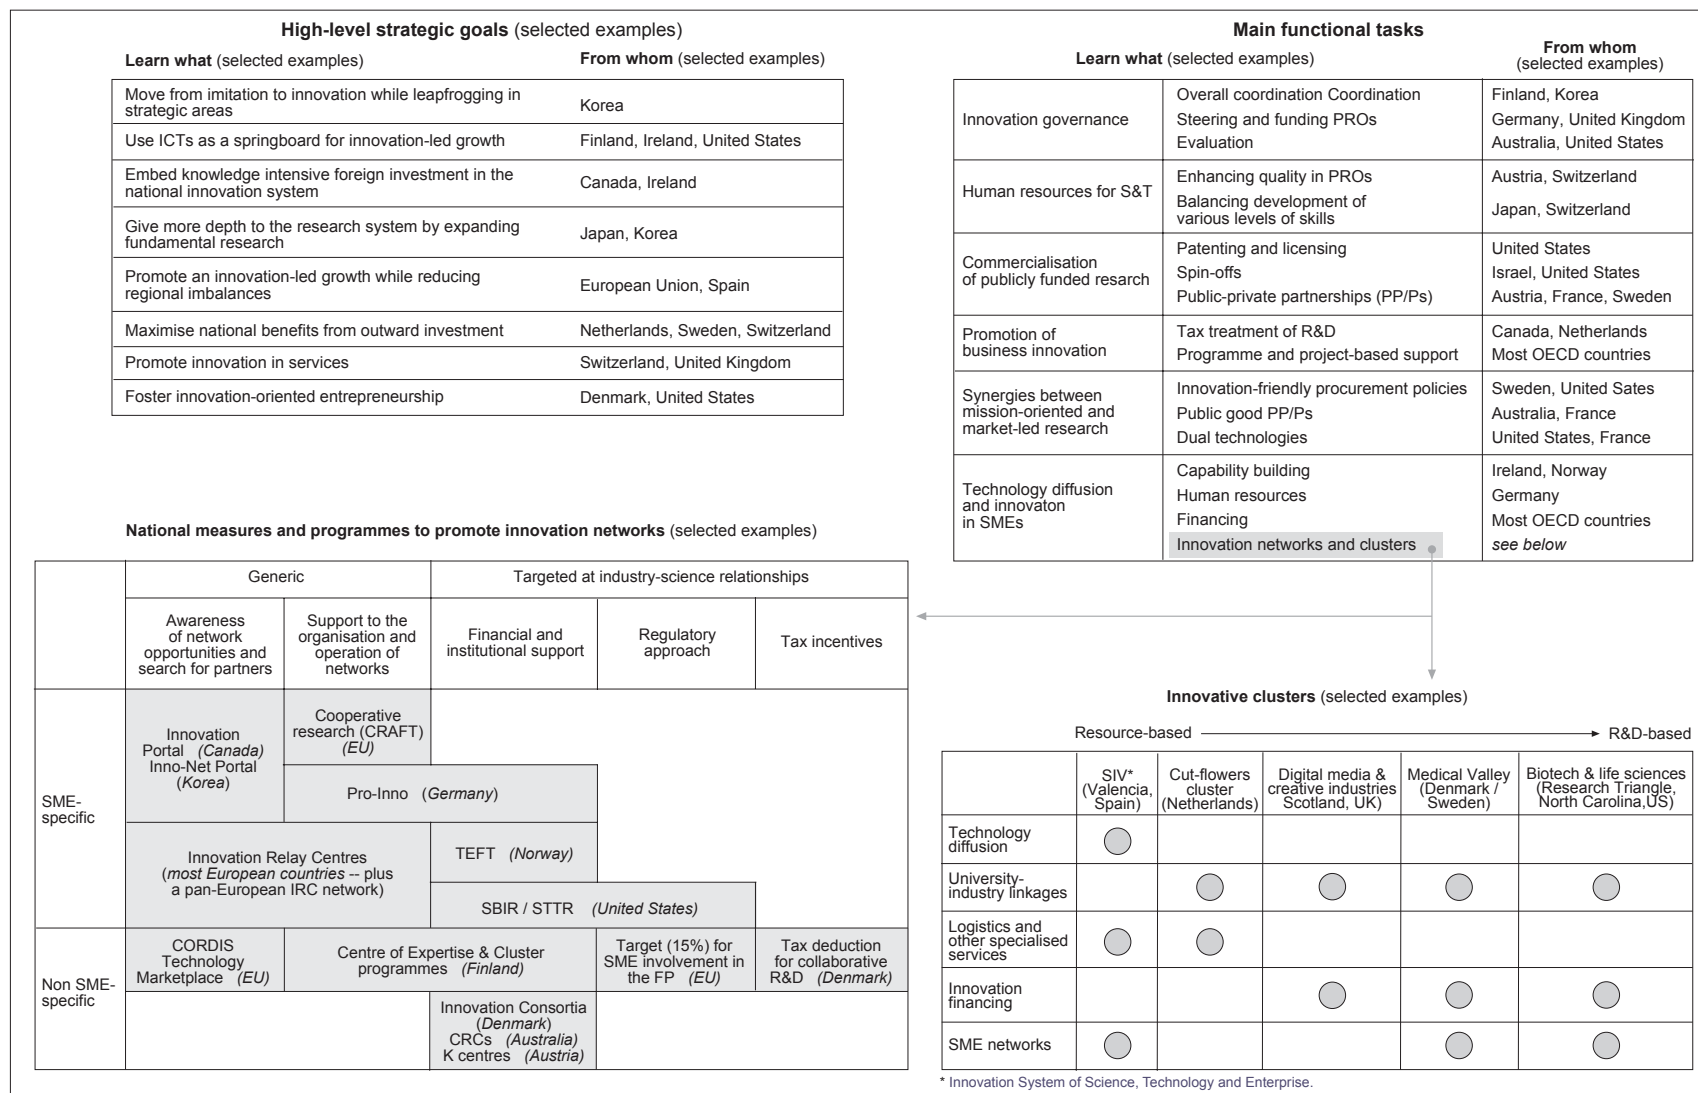 High-level strategic goals (selected examples)
Learn what (selected examples) From whom (selected examples)
Move from imitation to innovation while leapfrogging in
strategic areas
Korea
Use ICTs as a springboard for innovation-led growth
Finland, Ireland, United States
Embed knowledge intensive foreign investment in the
national innovation system
Canada, Ireland
Give more depth to the research system by expanding
fundamental research
Japan, Korea
Promote an innovation-led growth while reducing
regional imbalances
European Union, Spain
Maximise national benefits from outward investment
Netherlands, Sweden, Switzerland
Promote innovation in services
Switzerland, United Kingdom
Foster innovation-oriented entrepreneurship
Denmark, United States
Main functional tasks
Learn what (selected examples)
From whom
(selected examples)
Innovation governance
Overall coordination Coordination
Finland, Korea
Steering and funding PROs
Germany, United Kingdom
Evaluation
Australia, United States
Human resources for S&T
Enhancing quality in PROs
Austria, Switzerland
Balancing development of
various levels of skills
Japan, Switzerland
Commercialisation
of publicly funded resarch
Patenting and licensing
United States
Spin-offs
Israel, United States
Public-private partnerships (PP/Ps)
Austria, France, Sweden
Promotion of
business innovation
Tax treatment of R&D
Canada, Netherlands
Programme and project-based support
Most OECD countries
Synergies between
mission-oriented and
market-led research
Innovation-friendly procurement policies
Sweden, United Sates
Public good PP/Ps
Australia, France
Dual technologies
United States, France
Technology diffusion
and innovaton
in SMEs
Capability building
Ireland, Norway
Human resources
Germany
Financing
Most OECD countries
Innovation networks and clusters
see below
National measures and programmes to promote innovation networks (selected examples)
Generic
Targeted at industry-science relationships
Awareness
of network
opportunities and
search for partners
Support to the
organisation and
operation of
networks
Financial and
institutional support
Regulatory
approach
Tax incentives
SME-
specific
Innovation
Portal (Canada)
Inno-Net Portal
(Korea)
Cooperative
research (CRAFT)
(EU)
Pro-Inno (Germany)
Innovation Relay Centres
(most European countries -- plus
a pan-European IRC network)
TEFT (Norway)
SBIR / STTR (United States)
Non SME-
specific
CORDIS
Technology
Marketplace (EU)
Centre of Expertise & Cluster
programmes (Finland)
Target (15%) for
SME involvement in
the FP (EU)
Tax deduction
for collaborative
R&D (Denmark)
Innovation Consortia
(Denmark)
CRCs (Australia)
K centres (Austria)
Innovative clusters (selected examples)
Resource-based
R&D-based
SIV*
(Valencia,
Spain)
Cut-flowers
cluster
(Netherlands)
Digital media &
creative industries
Scotland, UK)
Medical Valley
(Denmark /
Sweden)
Biotech & life sciences
(Research Triangle,
North Carolina,US)
Technology
diffusion
University-
industry linkages
Logistics and
other specialised
services
Innovation
financing
SME networks
* Innovation System of Science, Technology and Enterprise.